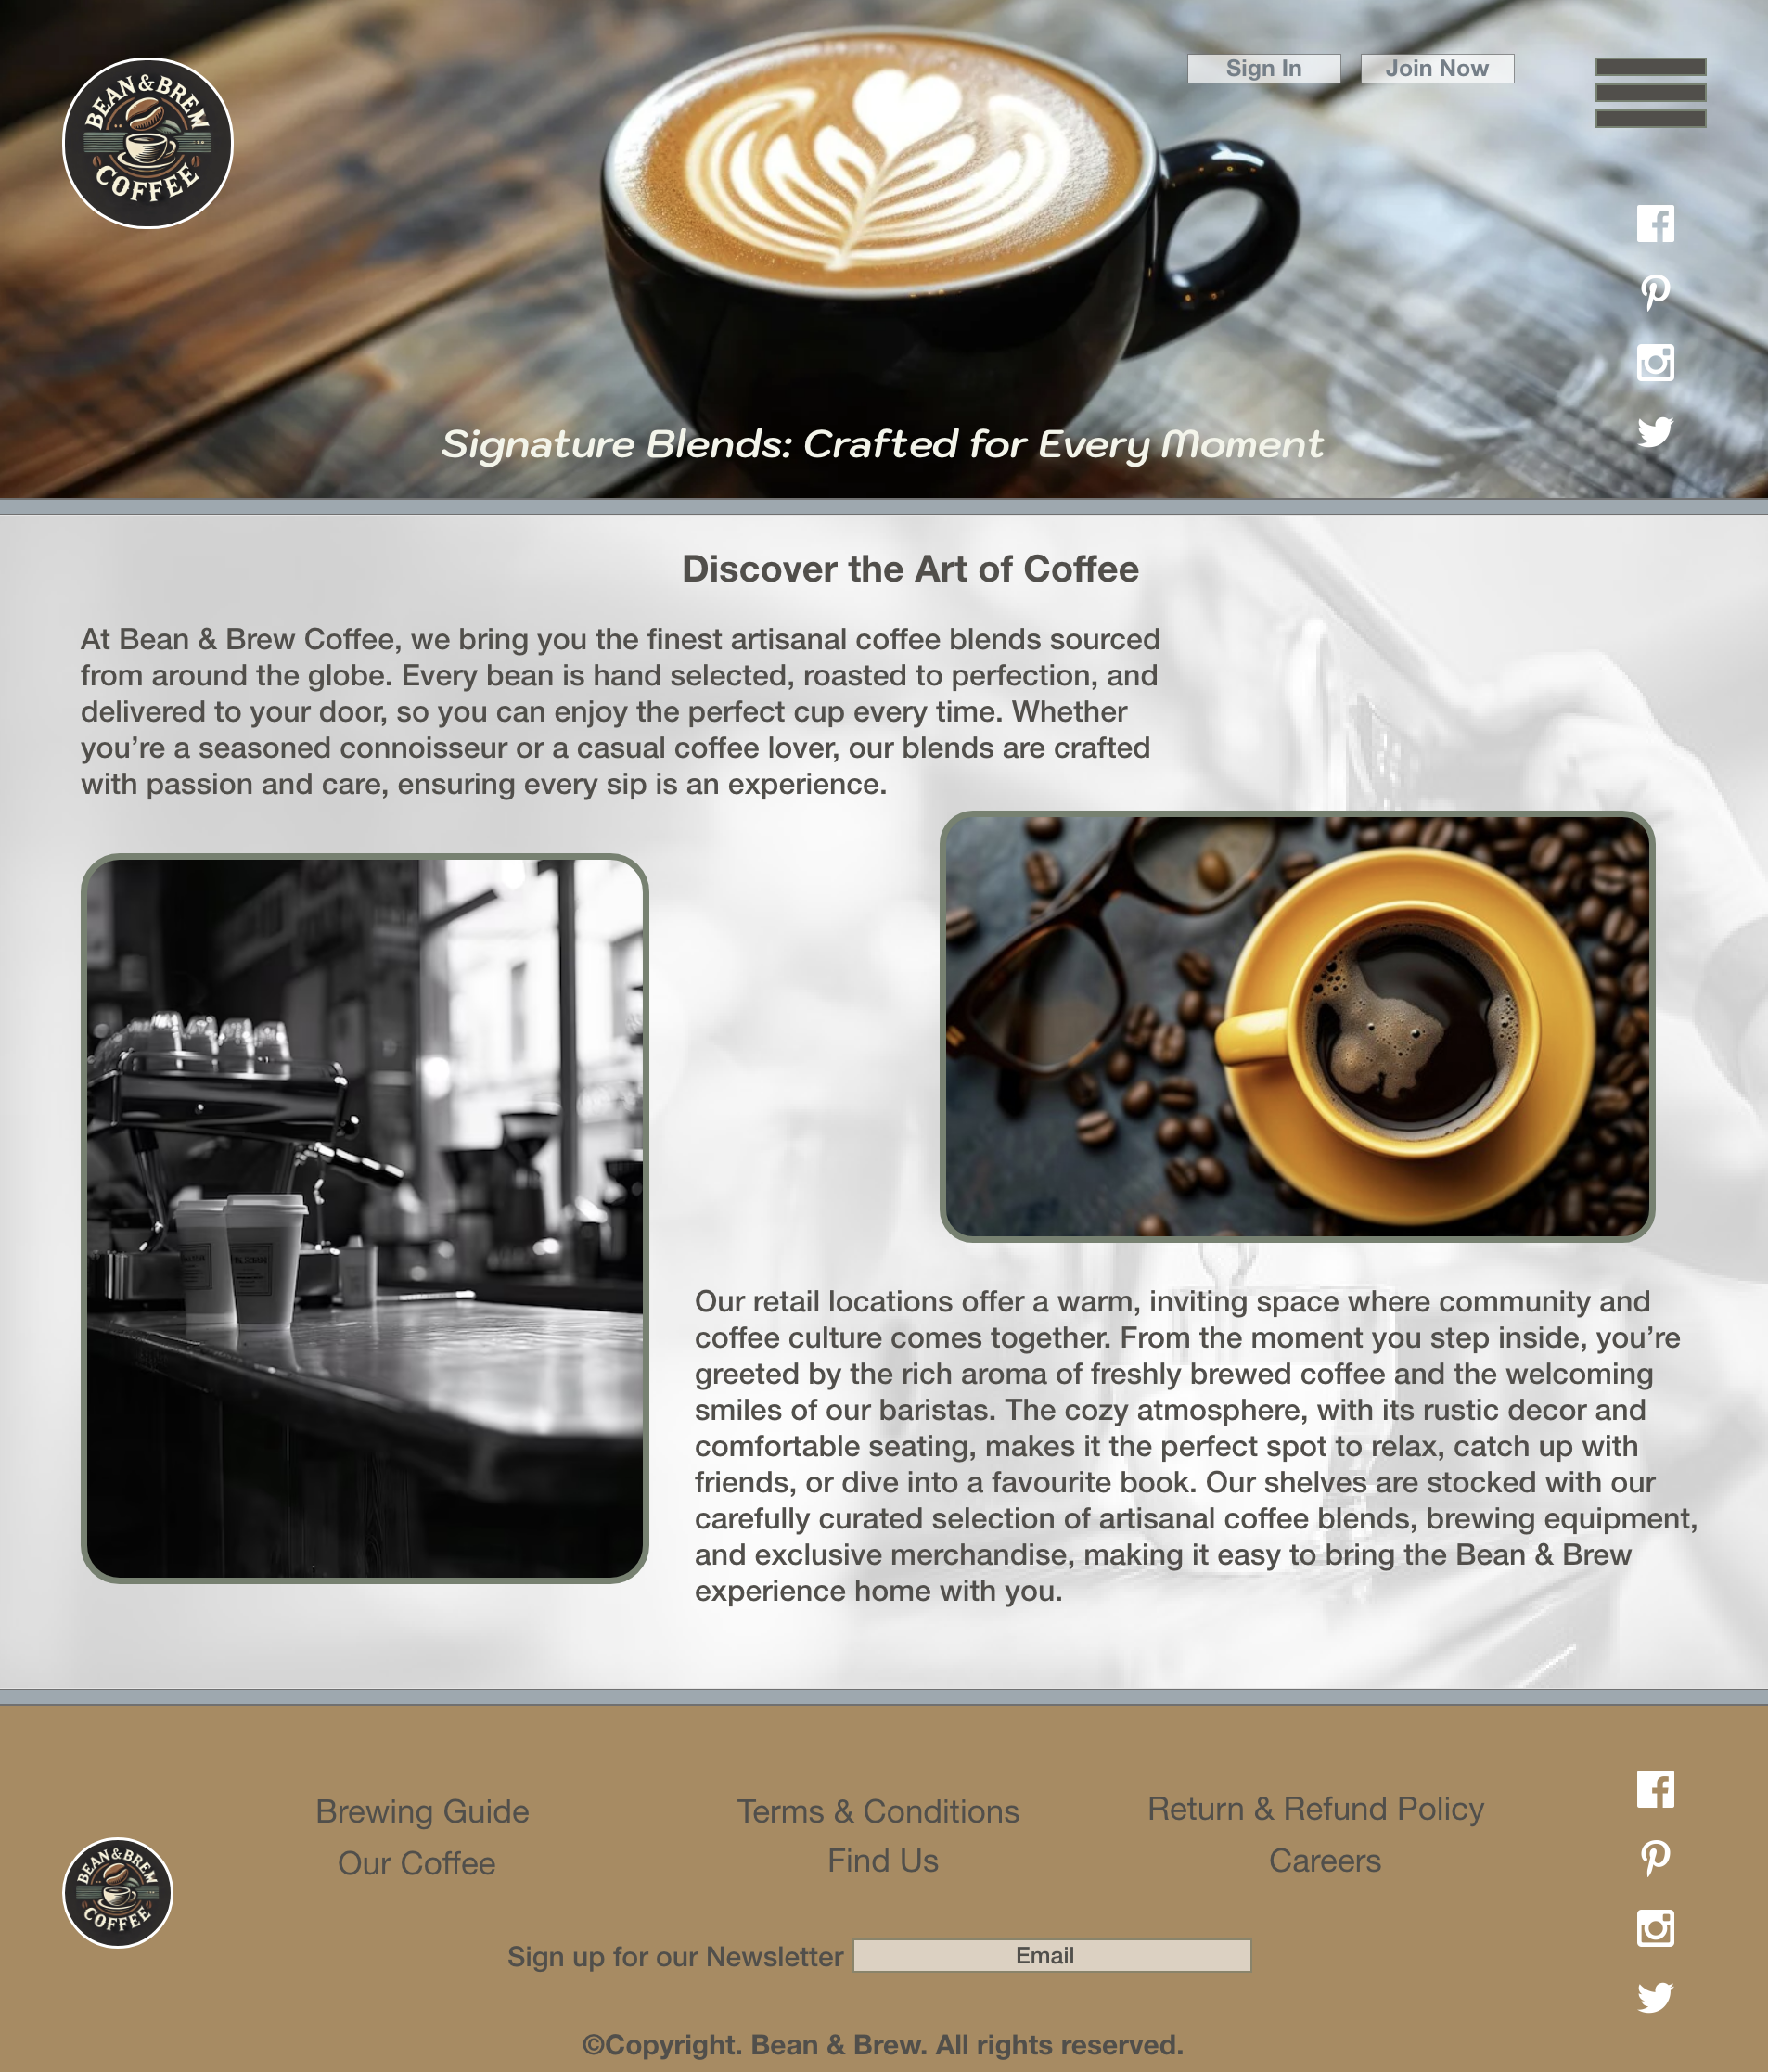 BEAN & BREW
COFFEE
Sign In
Join Now
Signature Blends: Crafted for Every Moment
Discover the Art of Coffee
At Bean & Brew Coffee, we bring you the finest artisanal coffee blends sourced
from around the globe. Every bean is hand selected, roasted to perfection, and
delivered to your door, so you can enjoy the perfect cup every time. Whether
you’re a seasoned connoisseur or a casual coffee lover, our blends are crafted
with passion and care, ensuring every sip is an experience.
Our retail locations offer a warm, inviting space where community and
coffee culture comes together. From the moment you step inside, you’re
greeted by the rich aroma of freshly brewed coffee and the welcoming
smiles of our baristas. The cozy atmosphere, with its rustic decor and
comfortable seating, makes it the perfect spot to relax, catch up with
friends, or dive into a favourite book. Our shelves are stocked with our
carefully curated selection of artisanal coffee blends, brewing equipment,
and exclusive merchandise, making it easy to bring the Bean & Brew
experience home with you.
Brewing Guide
Terms & Conditions
Return & Refund Policy
Our Coffee
Find Us
Careers
BEAN & BREW
COFFEE
Sign up for our Newsletter
Email
©Copyright. Bean & Brew. All rights reserved.